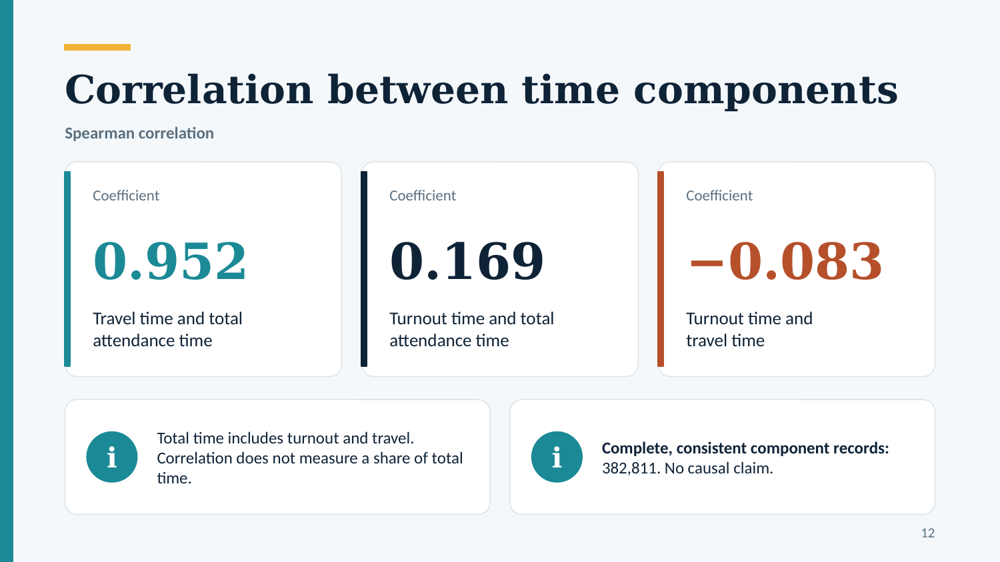 Correlation between time components
Spearman correlation
Coefficient
0.952
Travel time and total
attendance time
Coefficient
0.169
Turnout time and total
attendance time
Coefficient
−0.083
Turnout time and
travel time
i
Total time includes turnout and travel.
Correlation does not measure a share of total
time.
i
Complete, consistent component records:
382,811. No causal claim.
12